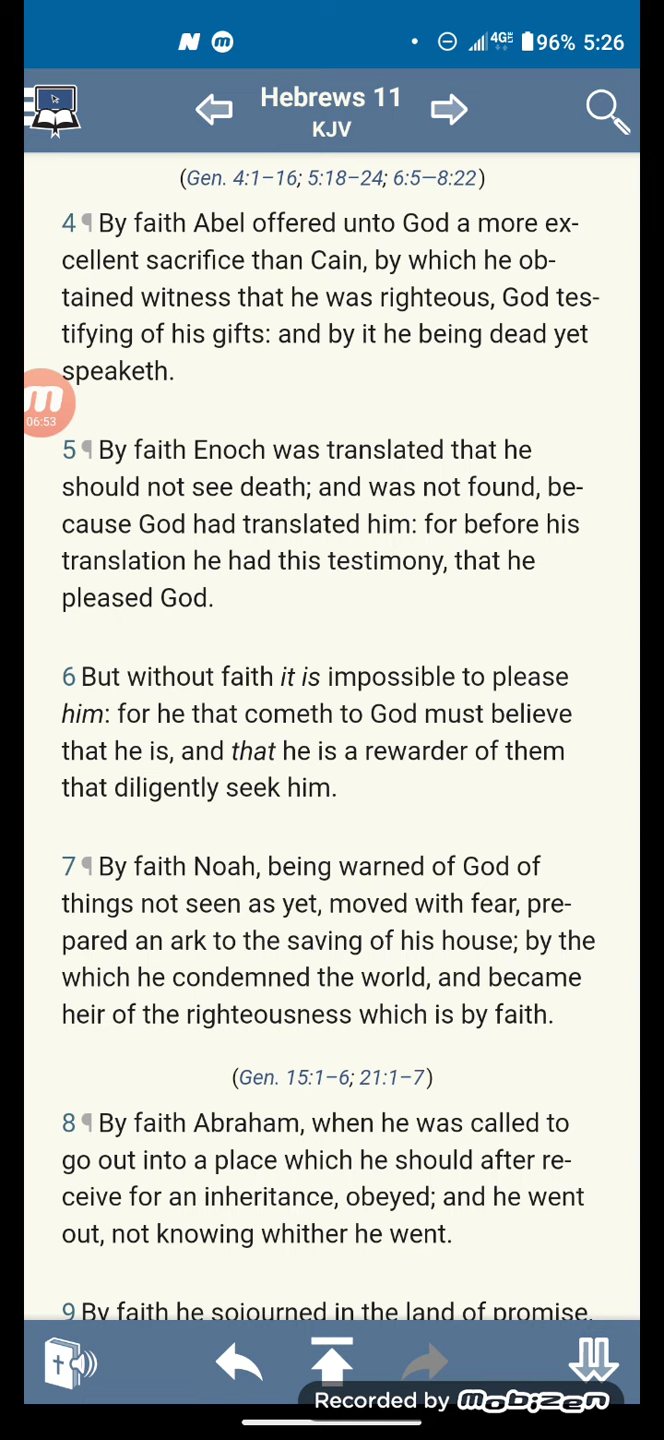 N m 4G 96% 5:26
Hebrews 11
KJV
(Gen. 4:1–16; 5:18–24; 6:5—8:22)
4 ¶ By faith Abel offered unto God a more ex-
cellent sacrifice than Cain, by which he ob-
tained witness that he was righteous, God tes-
tifying of his gifts: and by it he being dead yet
speaketh.
m
06:53
5 ¶ By faith Enoch was translated that he
should not see death; and was not found, be-
cause God had translated him: for before his
translation he had this testimony, that he
pleased God.
6 But without faith it is impossible to please
him: for he that cometh to God must believe
that he is, and that he is a rewarder of them
that diligently seek him.
7 ¶ By faith Noah, being warned of God of
things not seen as yet, moved with fear, pre-
pared an ark to the saving of his house; by the
which he condemned the world, and became
heir of the righteousness which is by faith.
(Gen. 15:1–6; 21:1–7)
8 ¶ By faith Abraham, when he was called to
go out into a place which he should after re-
ceive for an inheritance, obeyed; and he went
out, not knowing whither he went.
9 By faith he sojourned in the land of promise,
Recorded by mobizen